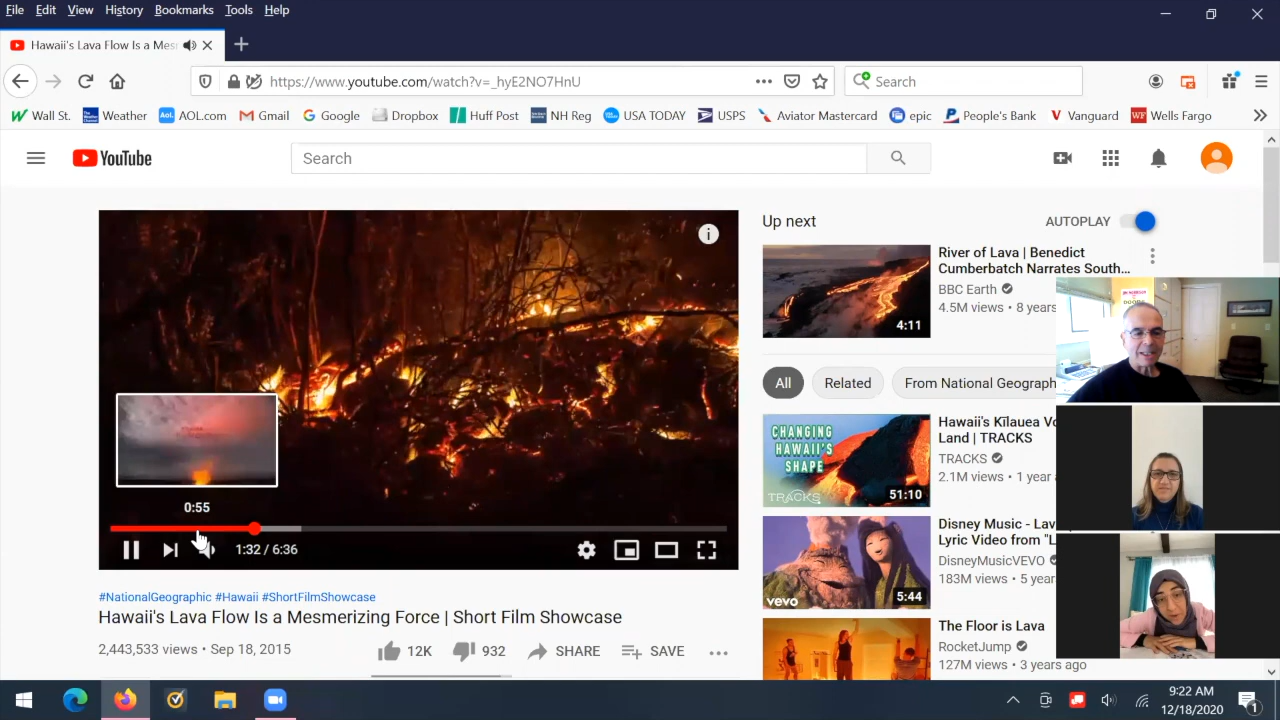 File Edit View History Bookmarks Tools Help
Hawaii's Lava Flow Is a Mes
https://www.youtube.com/watch?v=_hyE2NO7HnU
Search
Wall St. Weather AOL.com Gmail Google Dropbox Huff Post NH Reg USA TODAY USPS Aviator Mastercard epic People's Bank Vanguard Wells Fargo
YouTube
Search
0:55
1:32 / 6:36
#NationalGeographic #Hawaii #ShortFilmShowcase
Hawaii's Lava Flow Is a Mesmerizing Force | Short Film Showcase
2,443,533 views • Sep 18, 2015
12K 932 SHARE SAVE
Up next
AUTOPLAY
4:11
River of Lava | Benedict
Cumberbatch Narrates South...
BBC Earth
4.5M views • 8 years
All Related From National Geograph
CHANGING
HAWAII'S
SHAPE
TRACKS
51:10
Hawaii's Kīlauea Vo
Land | TRACKS
TRACKS
2.1M views • 1 year
vevo
5:44
Disney Music - Lav
Lyric Video from "L
DisneyMusicVEVO
183M views • 5 yea
The Floor is Lava
RocketJump
127M views • 3 years ago
9:22 AM
12/18/2020
1